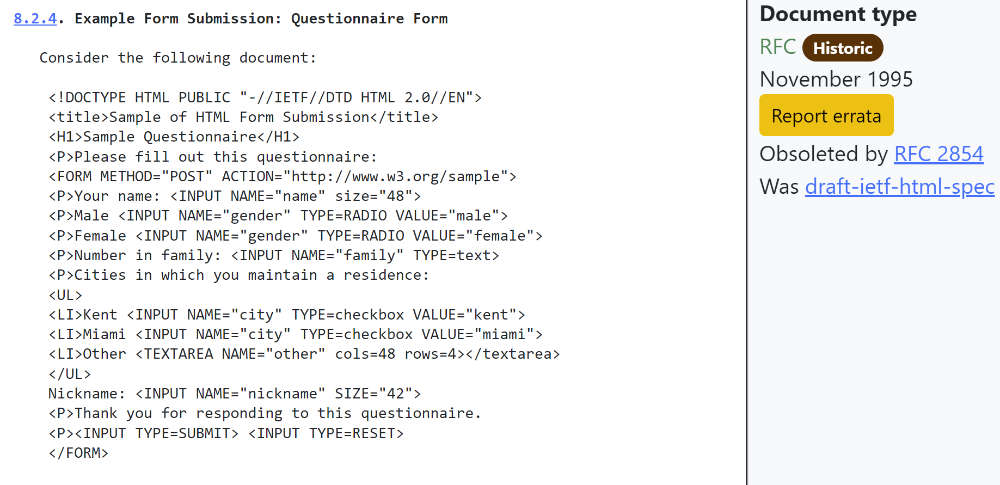 8.2.4. Example Form Submission: Questionnaire Form
Consider the following document:
<!DOCTYPE HTML PUBLIC "-//IETF//DTD HTML 2.0//EN">
<title>Sample of HTML Form Submission</title>
<H1>Sample Questionnaire</H1>
<P>Please fill out this questionnaire:
<FORM METHOD="POST" ACTION="http://www.w3.org/sample">
<P>Your name: <INPUT NAME="name" size="48">
<P>Male <INPUT NAME="gender" TYPE=RADIO VALUE="male">
<P>Female <INPUT NAME="gender" TYPE=RADIO VALUE="female">
<P>Number in family: <INPUT NAME="family" TYPE=text>
<P>Cities in which you maintain a residence:
<UL>
<LI>Kent <INPUT NAME="city" TYPE=checkbox VALUE="kent">
<LI>Miami <INPUT NAME="city" TYPE=checkbox VALUE="miami">
<LI>Other <TEXTAREA NAME="other" cols=48 rows=4></textarea>
</UL>
Nickname: <INPUT NAME="nickname" SIZE="42">
<P>Thank you for responding to this questionnaire.
<P><INPUT TYPE=SUBMIT> <INPUT TYPE=RESET>
</FORM>
Document type
RFC Historic
November 1995
Report errata
Obsoleted by RFC 2854
Was draft-ietf-html-spec